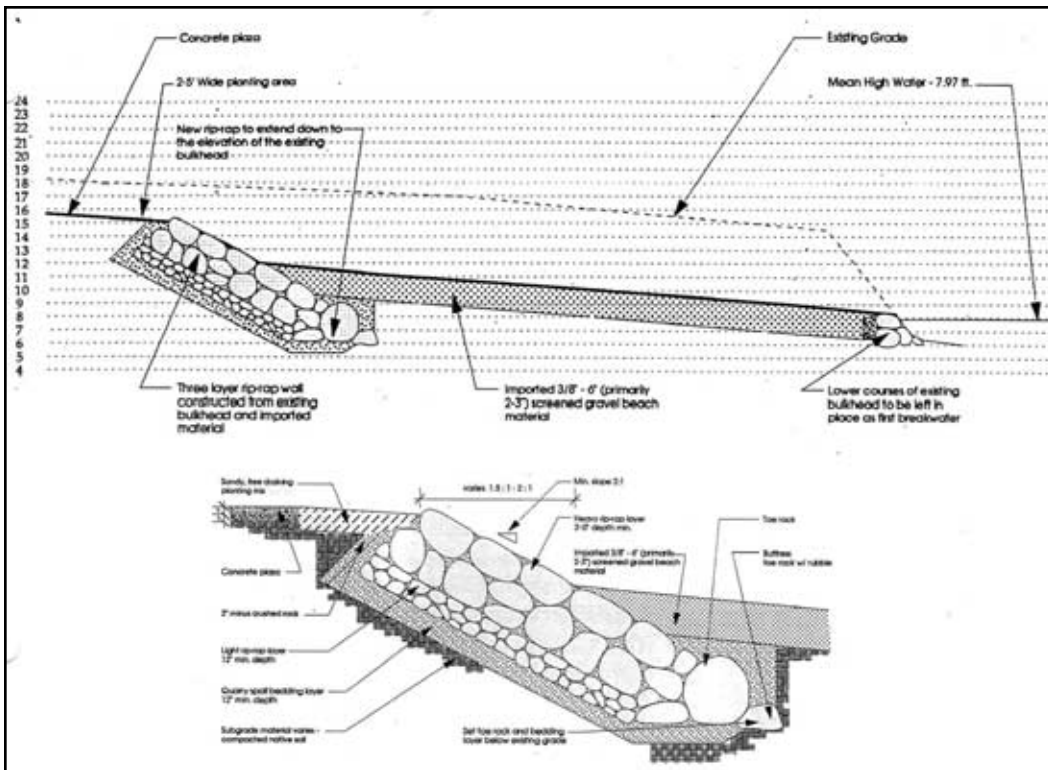 Concrete plaza
Existing Grade
2-5' Wide planting area
Mean High Water - 7.97 ft.
24
23
22
21
20
19
18
17
16
15
14
13
12
11
10
9
8
7
6
5
4
New rip-rap to extend down to
the elevation of the existing
bulkhead
Three layer rip-rap wall
constructed from existing
bulkhead and imported
material
Imported 3/8" - 6" (primarily
2-3") screened gravel beach
material
Lower courses of existing
bulkhead to be left in
place as first breakwater
Sandy, free draining
planting mix
varies 1.5 : 1 - 2 : 1
Min. slope 2:1
Heavy rip-rap layer
Toe rock
Imported 3/8" - 6" (primarily
2-3") screened gravel beach
material
Buttress
toe rock w/ rubble
Concrete plaza
2" minus crushed rock
Light rip-rap layer
12" min. depth
Quarry spall bedding layer
12" min. depth
Subgrade material varies -
compacted native soil
Set toe rock and bedding
layer below existing grade